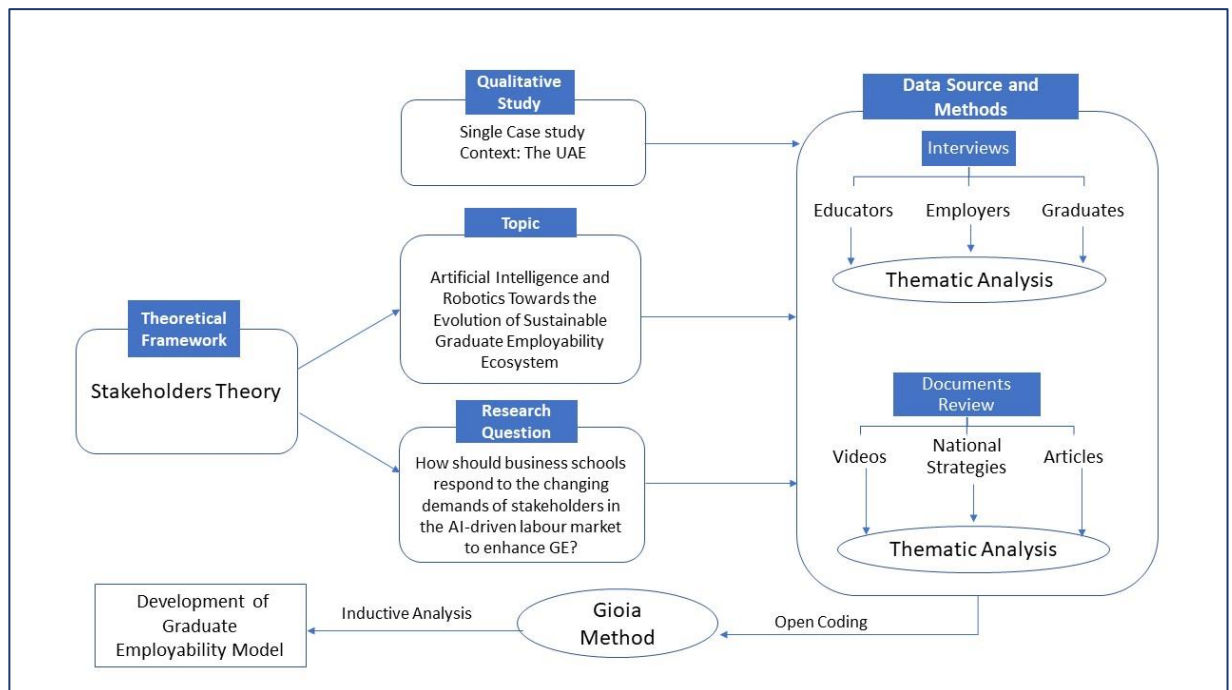 Qualitative
Study
Single Case study
Context: The UAE
Topic
Artificial Intelligence and
Robotics Towards the
Evolution of Sustainable
Graduate Employability
Ecosystem
Theoretical
Framework
Stakeholders Theory
Research
Question
How should business schools
respond to the changing
demands of stakeholders in
the AI-driven labour market
to enhance GE?
Data Source and
Methods
Interviews
Educators
Employers
Graduates
Thematic Analysis
Documents
Review
Videos
National
Strategies
Articles
Thematic Analysis
Open Coding
Gioia
Method
Inductive Analysis
Development of
Graduate
Employability Model